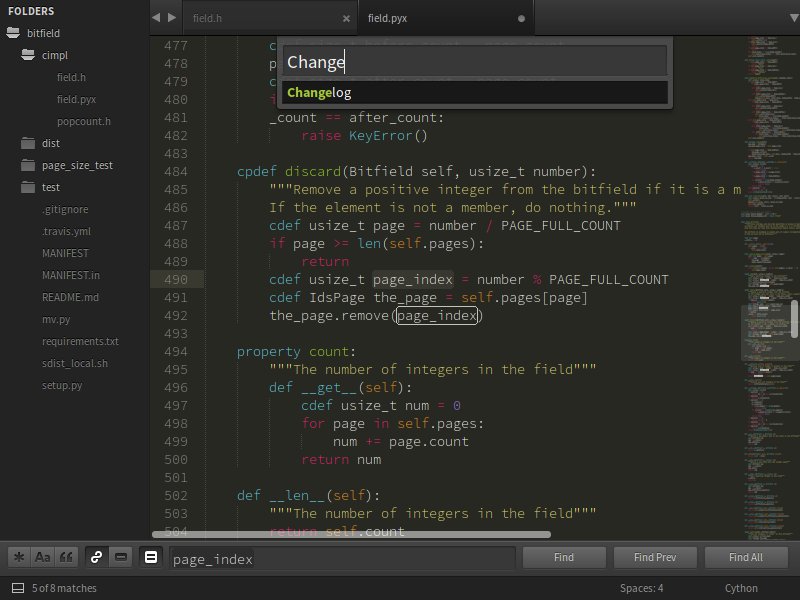 FOLDERS
bitfield
cimpl
field.h
field.pyx
popcount.h
dist
page_size_test
test
.gitignore
.travis.yml
MANIFEST
MANIFEST.in
README.md
mv.py
requirements.txt
sdist_local.sh
setup.py
field.h ×
field.pyx
Change
Changelog
477 c
478 p
479 c
480 i
481 _count == after_count:
482 raise KeyError()
483
484 cpdef discard(Bitfield self, usize_t number):
485 """Remove a positive integer from the bitfield if it is a m
486 If the element is not a member, do nothing."""
487 cdef usize_t page = number / PAGE_FULL_COUNT
488 if page >= len(self.pages):
489 return
490 cdef usize_t page_index = number % PAGE_FULL_COUNT
491 cdef IdsPage the_page = self.pages[page]
492 the_page.remove(page_index)
493
494 property count:
495 """The number of integers in the field"""
496 def __get__(self):
497 cdef usize_t num = 0
498 for page in self.pages:
499 num += page.count
500 return num
501
502 def __len__(self):
503 """The number of integers in the field"""
504 return self.count
Aa page_index Find Find Prev Find All
5 of 8 matches Spaces: 4 Cython